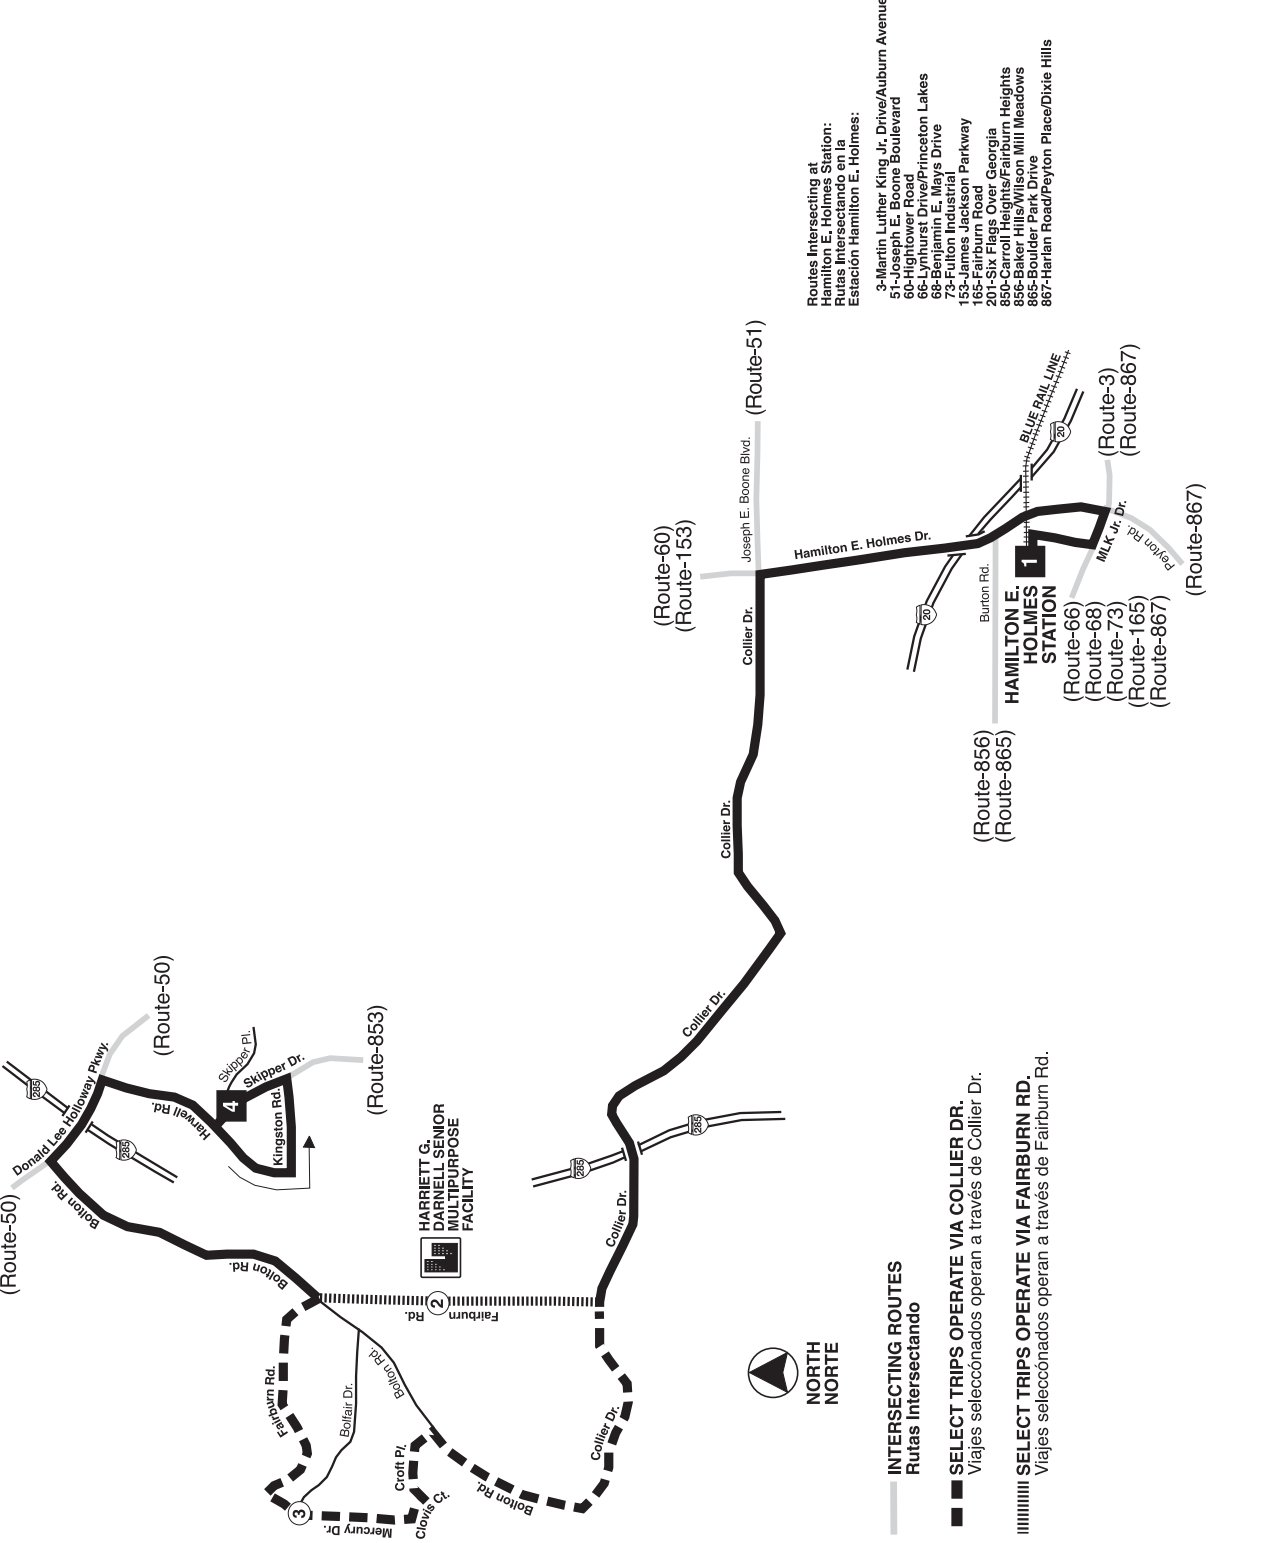 (Route-50)
Donald Lee Holloway Pkwy.
(Route-50)
285
285
Bolton Rd.
Harwell Rd.
Skipper Pl.
Skipper Dr.
4
Kingston Rd.
(Route-853)
Bolton Rd.
Fairburn Rd.
Bolfair Dr.
Bolton Rd.
3
Mercury Dr.
Croft Pl.
Clovis Ct.
Bolton Rd.
Collier Dr.
2
Fairburn Rd.
HARRIETT G.
DARNELL SENIOR
MULTIPURPOSE
FACILITY
Collier Dr.
285
285
Collier Dr.
Collier Dr.
Collier Dr.
(Route-60)
(Route-153)
Joseph E. Boone Blvd.
(Route-51)
Hamilton E. Holmes Dr.
20
20
BLUE RAIL LINE
Burton Rd.
(Route-856)
(Route-865)
1
HAMILTON E.
HOLMES
STATION
MLK Jr. Dr.
Peyton Rd.
(Route-3)
(Route-867)
(Route-867)
(Route-66)
(Route-68)
(Route-73)
(Route-165)
(Route-867)
Routes Intersecting at
Hamilton E. Holmes Station:
Rutas Intersectando en la
Estación Hamilton E. Holmes:
3-Martin Luther King Jr. Drive/Auburn Avenue
51-Joseph E. Boone Boulevard
60-Hightower Road
66-Lynhurst Drive/Princeton Lakes
68-Benjamin E. Mays Drive
73-Fulton Industrial
153-James Jackson Parkway
165-Fairburn Road
201-Six Flags Over Georgia
850-Carroll Heights/Fairburn Heights
856-Baker Hills/Wilson Mill Meadows
865-Boulder Park Drive
867-Harlan Road/Peyton Place/Dixie Hills
NORTH
NORTE
INTERSECTING ROUTES
Rutas Intersectando
SELECT TRIPS OPERATE VIA COLLIER DR.
Viajes seleccónados operan a través de Collier Dr.
SELECT TRIPS OPERATE VIA FAIRBURN RD.
Viajes seleccónados operan a través de Fairburn Rd.